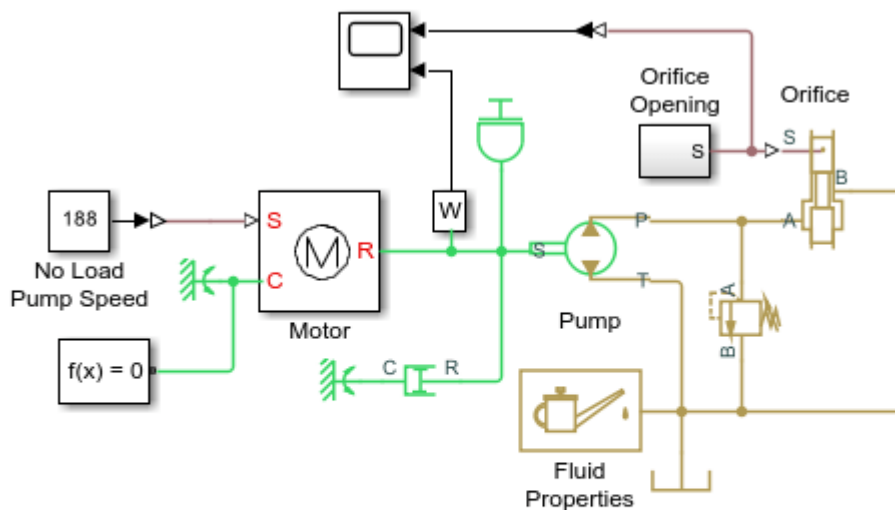 Orifice
Opening
Orifice
S
S
B
A
188
No Load
Pump Speed
S
C
M
R
Motor
W
S
P
T
Pump
A
B
f(x) = 0
C
R
Fluid
Properties